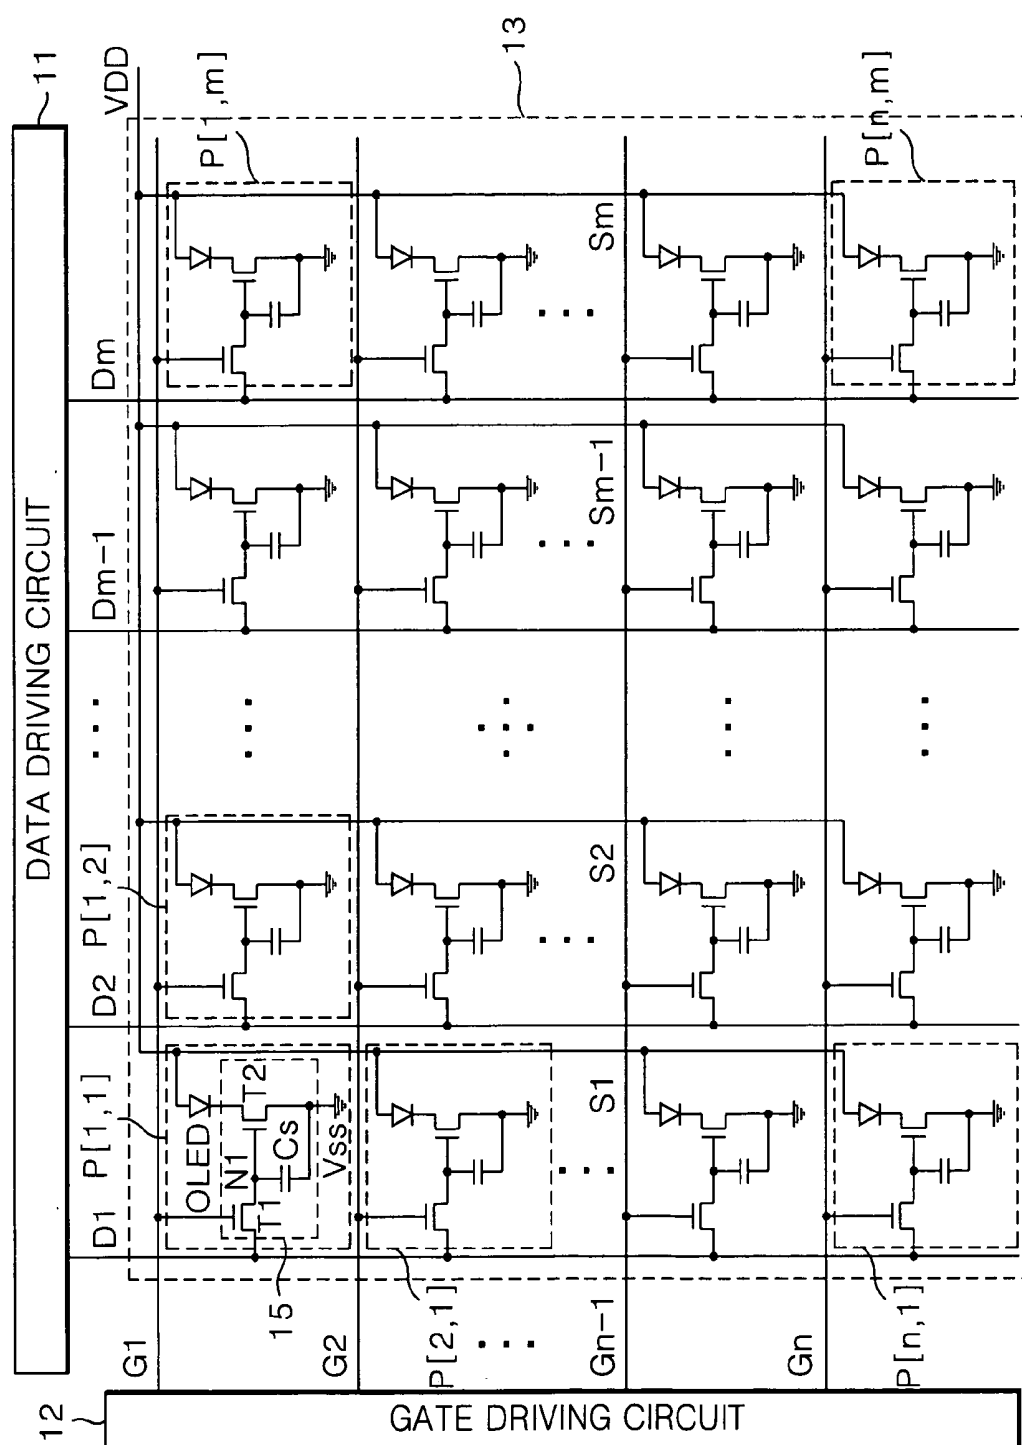 DATA DRIVING CIRCUIT
11
12
GATE DRIVING CIRCUIT
13
VDD
D1
P[1,1]
D2
P[1,2]
...
Dm-1
Dm
P[1,m]
G1
15
OLED
N1
T1
T2
Cs
Vss
...
G2
P[2,1]
...
...
...
...
...
S1
S2
Sm-1
Sm
Gn-1
...
Gn
P[n,1]
...
P[n,m]